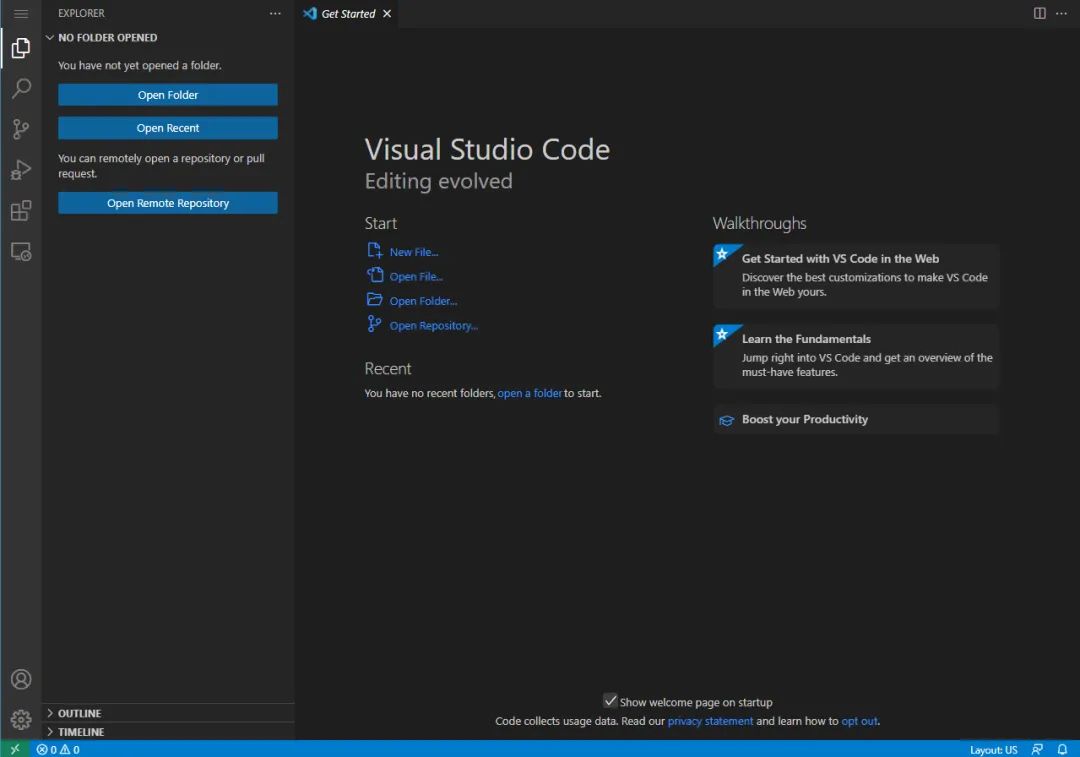 EXPLORER
NO FOLDER OPENED
You have not yet opened a folder.
Open Folder
Open Recent
You can remotely open a repository or pull
request.
Open Remote Repository
OUTLINE
TIMELINE
Get Started
Visual Studio Code
Editing evolved
Start
New File...
Open File...
Open Folder...
Open Repository...
Recent
You have no recent folders, open a folder to start.
Walkthroughs
Get Started with VS Code in the Web
Discover the best customizations to make VS Code
in the Web yours.
Learn the Fundamentals
Jump right into VS Code and get an overview of the
must-have features.
Boost your Productivity
Show welcome page on startup
Code collects usage data. Read our privacy statement and learn how to opt out.
0 0
Layout: US